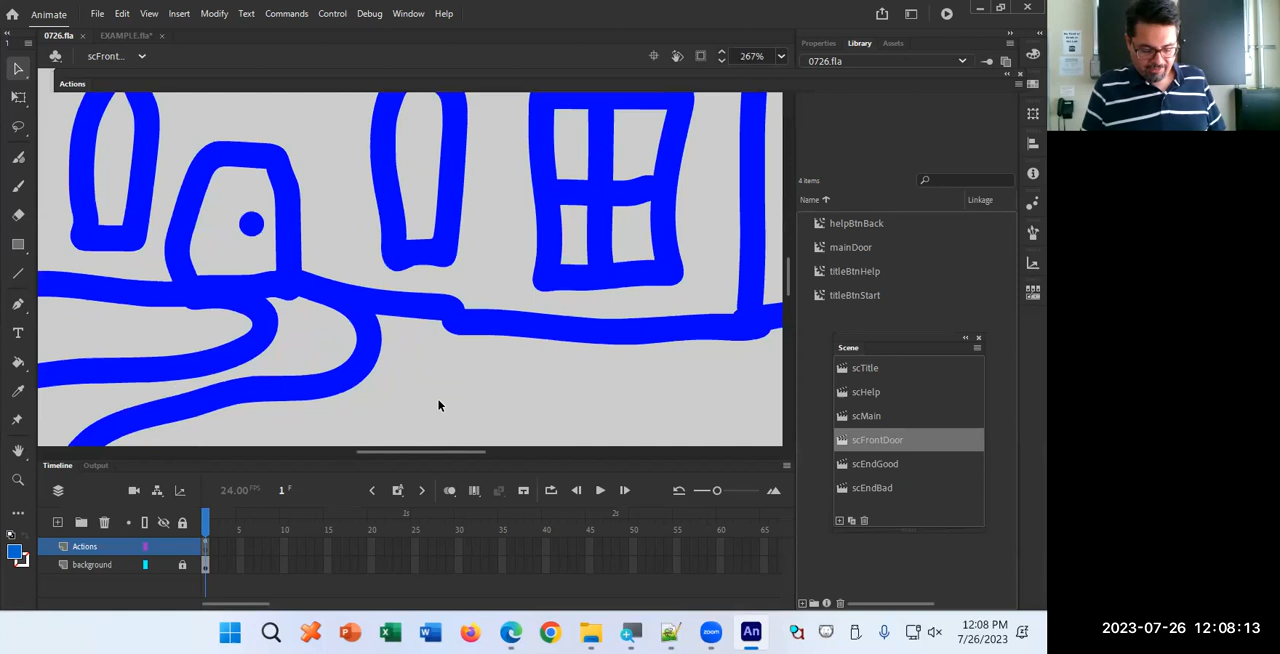 Animate File Edit View Insert Modify Text Commands Control Debug Window Help
0726.fla × EXAMPLE.fla* ×
scFront... 267%
Actions
Properties Library Assets
0726.fla
4 items
Name Linkage
helpBtnBack
mainDoor
titleBtnHelp
titleBtnStart
Scene
scTitle
scHelp
scMain
scFrontDoor
scEndGood
scEndBad
Timeline Output
24.00 FPS 1 F
1s 2s
5 10 15 20 25 30 35 40 45 50 55 60 65
Actions
background
12:08 PM
7/26/2023
2023-07-26 12:08:13